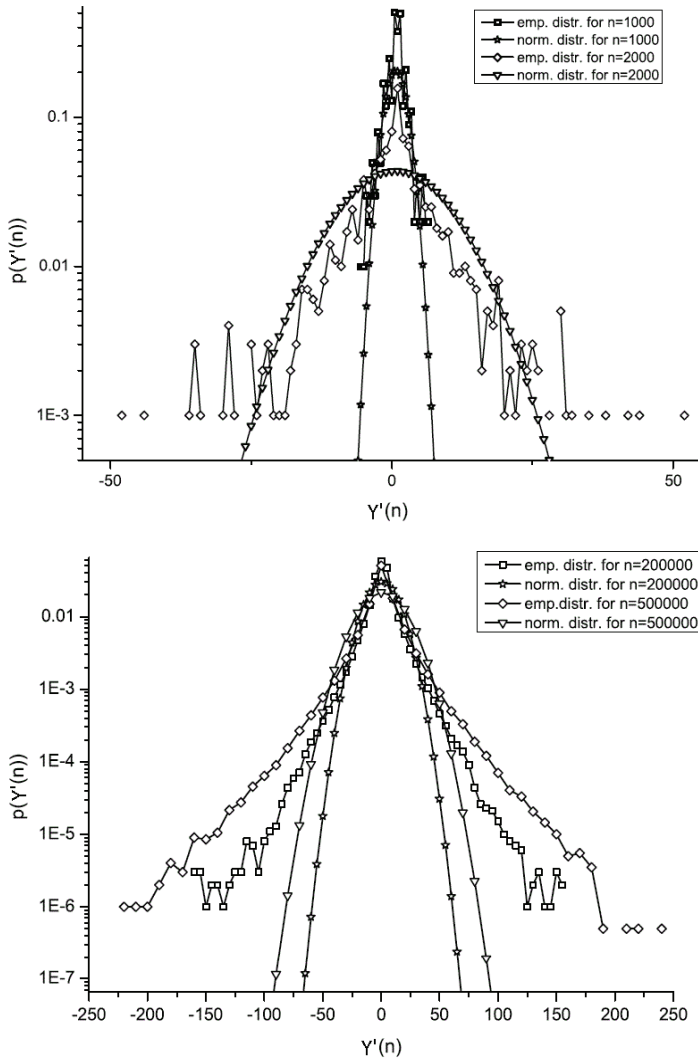 emp. distr. for n=1000
norm. distr. for n=1000
emp. distr. for n=2000
norm. distr. for n=2000
0.1
0.01
1E-3
p(Y'(n))
-50
0
50
Y'(n)
emp. distr. for n=200000
norm. distr. for n=200000
emp.distr. for n=500000
norm. distr. for n=500000
0.01
1E-3
1E-4
1E-5
1E-6
1E-7
p(Y'(n))
-250 -200 -150 -100 -50 0 50 100 150 200 250
Y'(n)